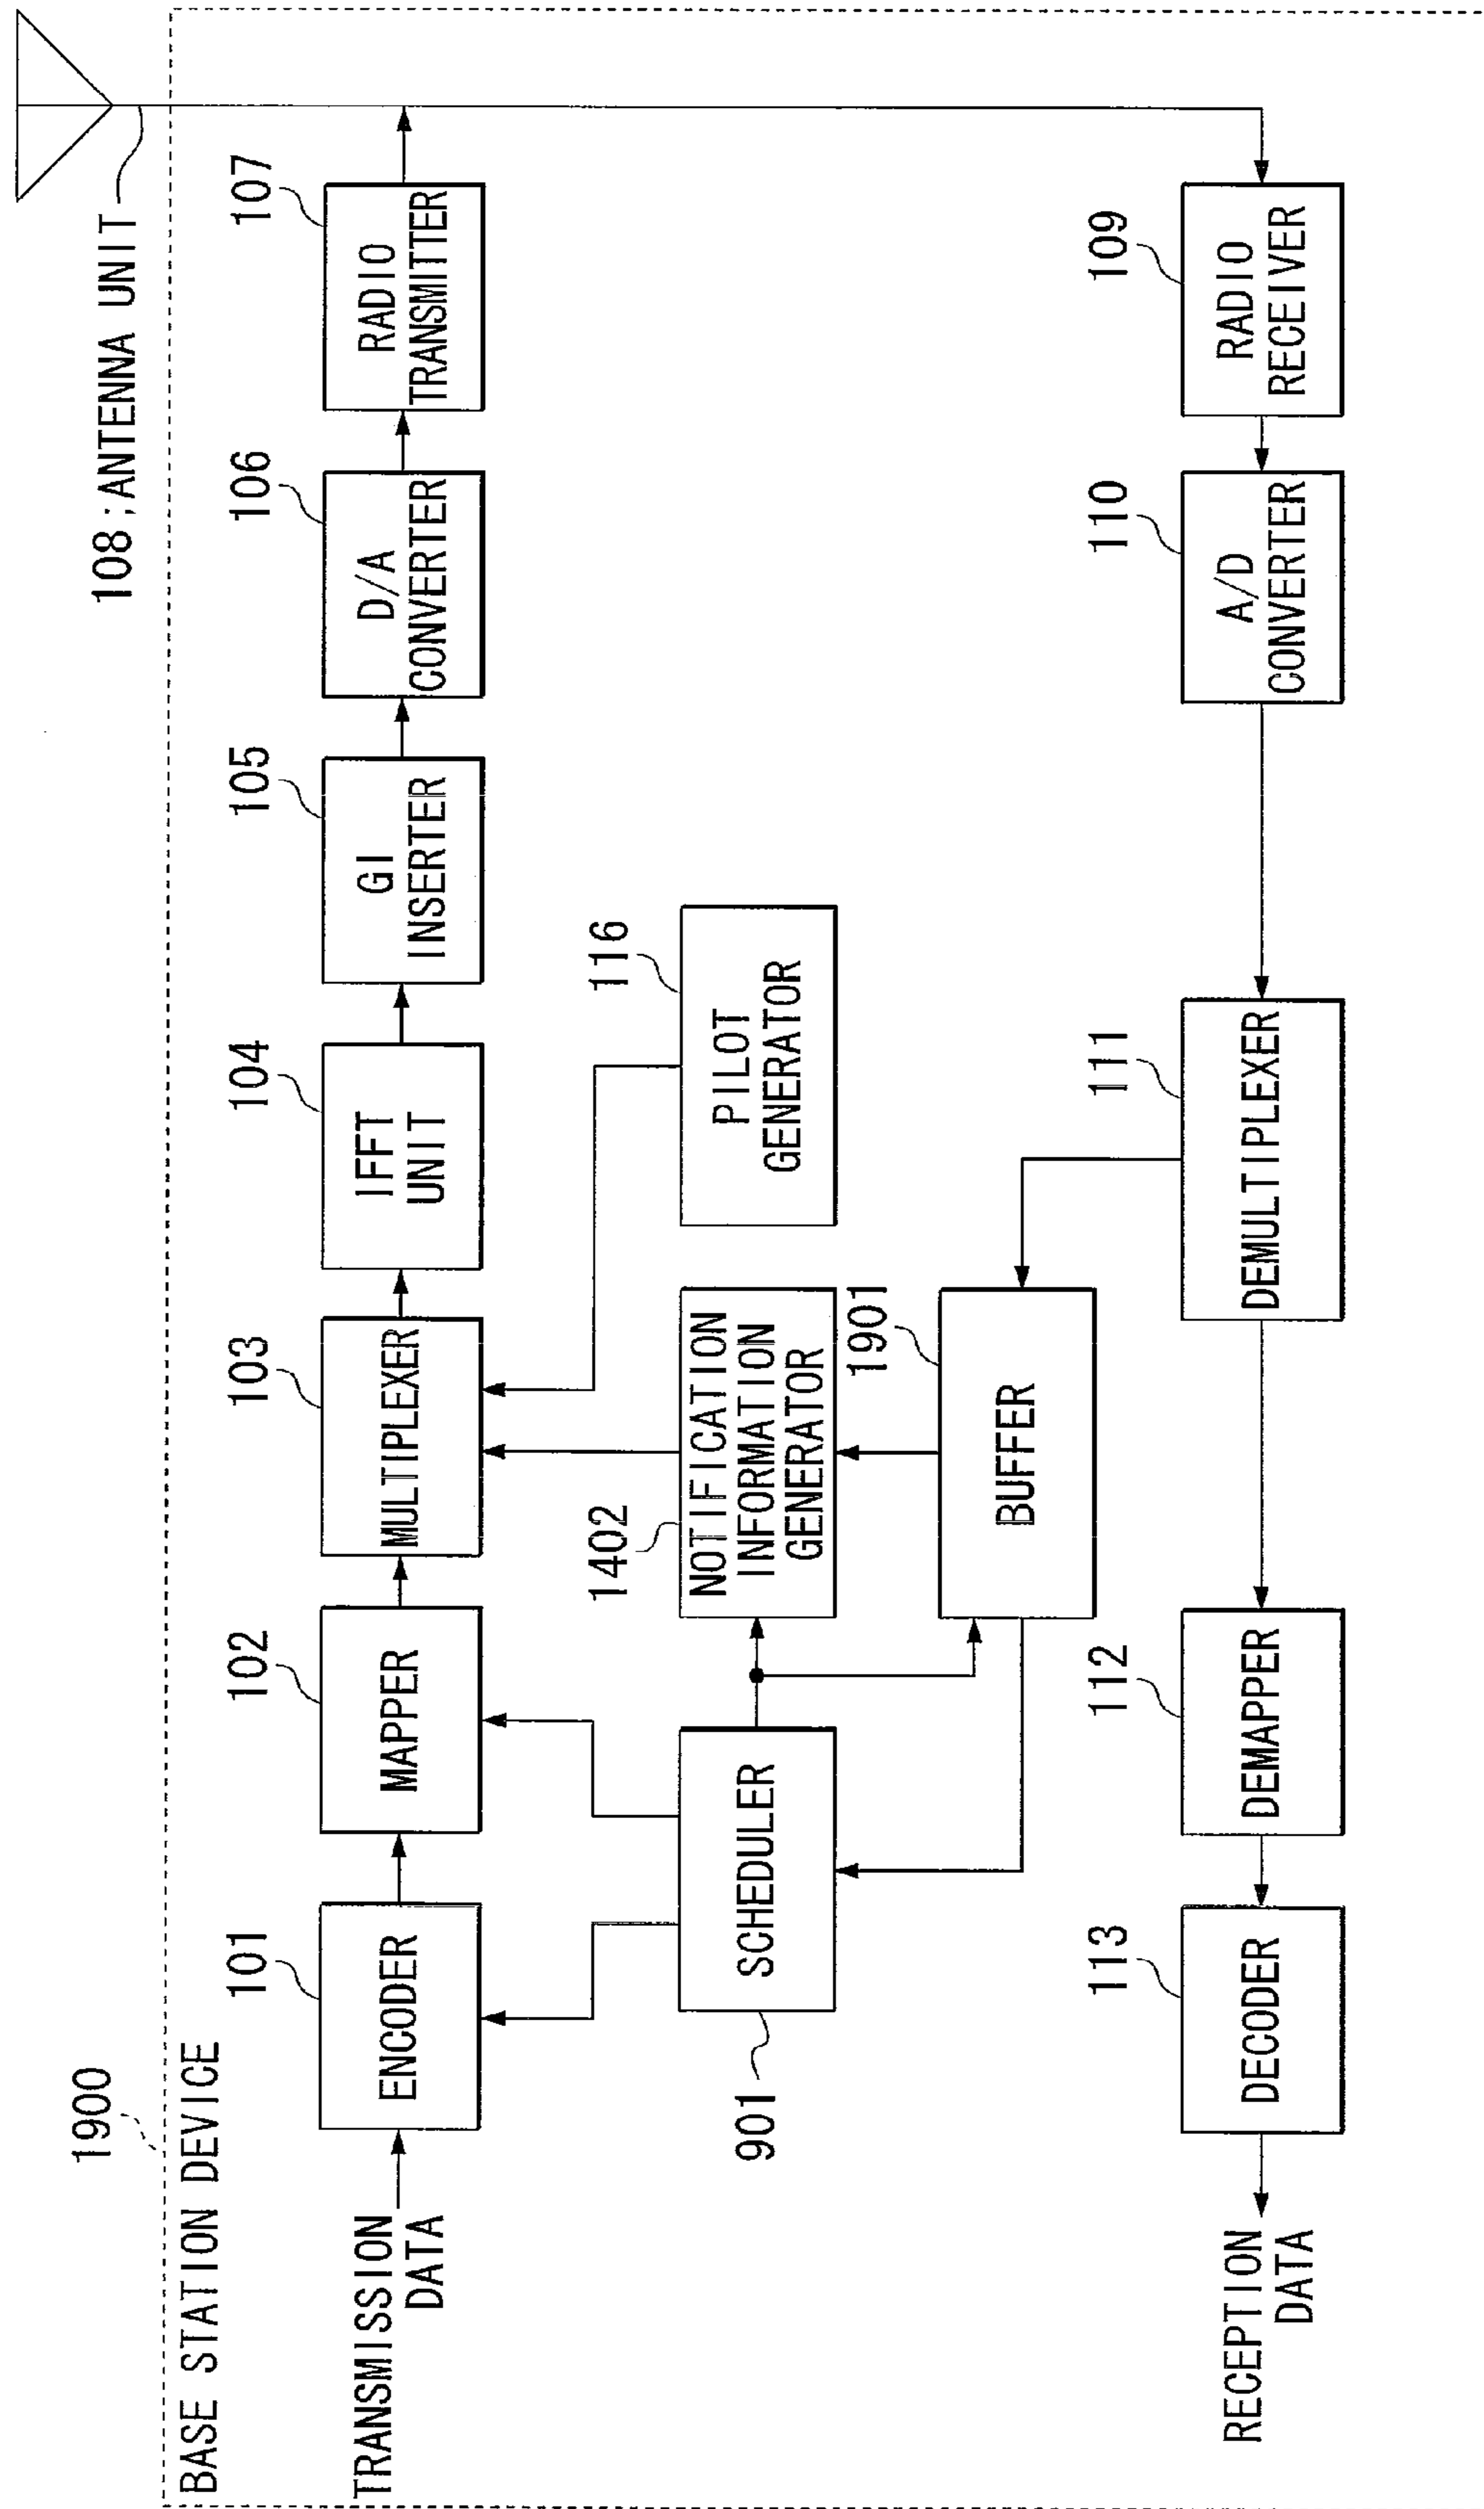 1900
BASE STATION DEVICE
108;ANTENNA UNIT
TRANSMISSION
DATA
101
ENCODER
102
MAPPER
103
MULTIPLEXER
104
IFFT
UNIT
105
GI
INSERTER
106
D/A
CONVERTER
107
RADIO
TRANSMITTER
901
SCHEDULER
1402
NOTIFICATION
INFORMATION
GENERATOR
116
PILOT
GENERATOR
1901
BUFFER
RECEPTION
DATA
113
DECODER
112
DEMAPPER
111
DEMULTIPLEXER
110
A/D
CONVERTER
109
RADIO
RECEIVER